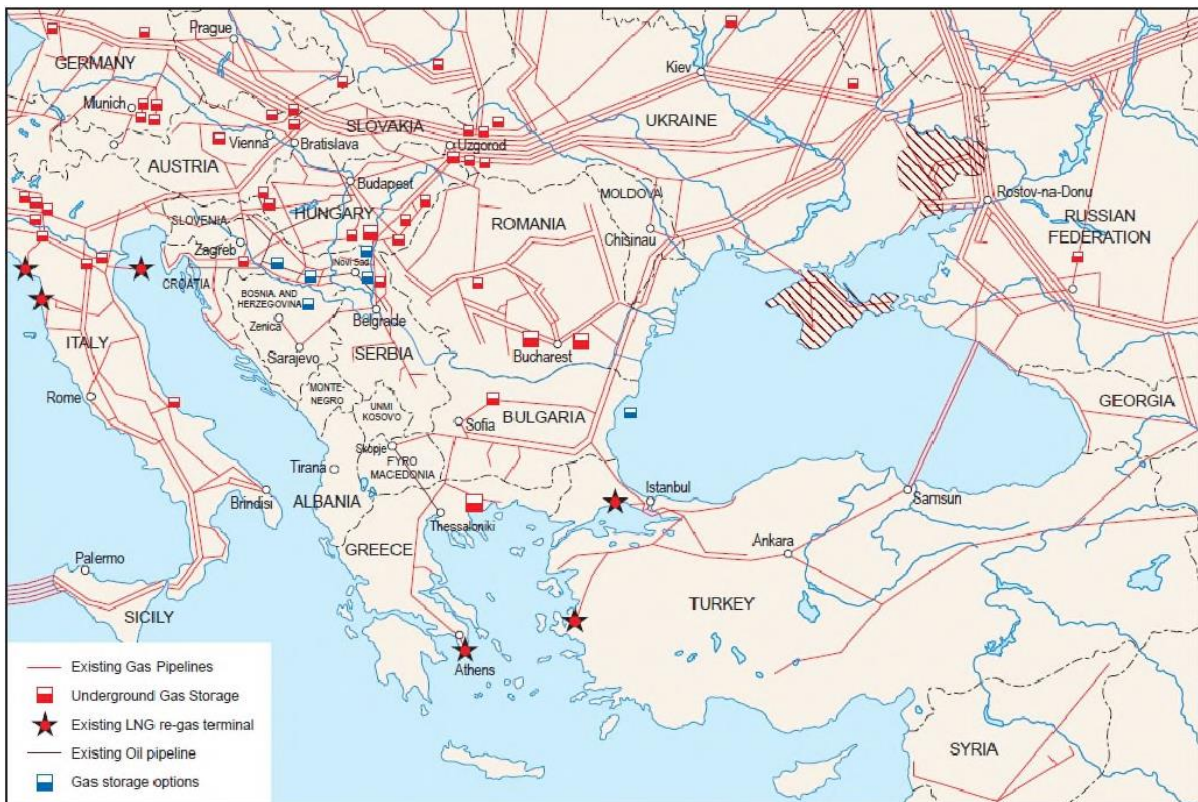 Prague
GERMANY
Kiev
Munich
SLOVAKIA
UKRAINE
Vienna
Bratislava
Uzgorod
AUSTRIA
Budapest
MOLDOVA
Rostov-na-Donu
HUNGARY
ROMANIA
SLOVENIA
Chisinau
RUSSIAN
FEDERATION
Zagreb
Novi Sad
CROATIA
BOSNIA. AND
HERZEGOVINA
Zenica
Belgrade
ITALY
Sarajevo
SERBIA
Bucharest
MONTE-
NEGRO
UNMI
KOSOVO
Rome
GEORGIA
BULGARIA
Sofia
Skopje
FYRO
MACEDONIA
Tirana
ALBANIA
Brindisi
Istanbul
Samsun
Thessaloniki
GREECE
Ankara
Palermo
SICILY
TURKEY
Athens
SYRIA
Existing Gas Pipelines
Underground Gas Storage
Existing LNG re-gas terminal
Existing Oil pipeline
Gas storage options